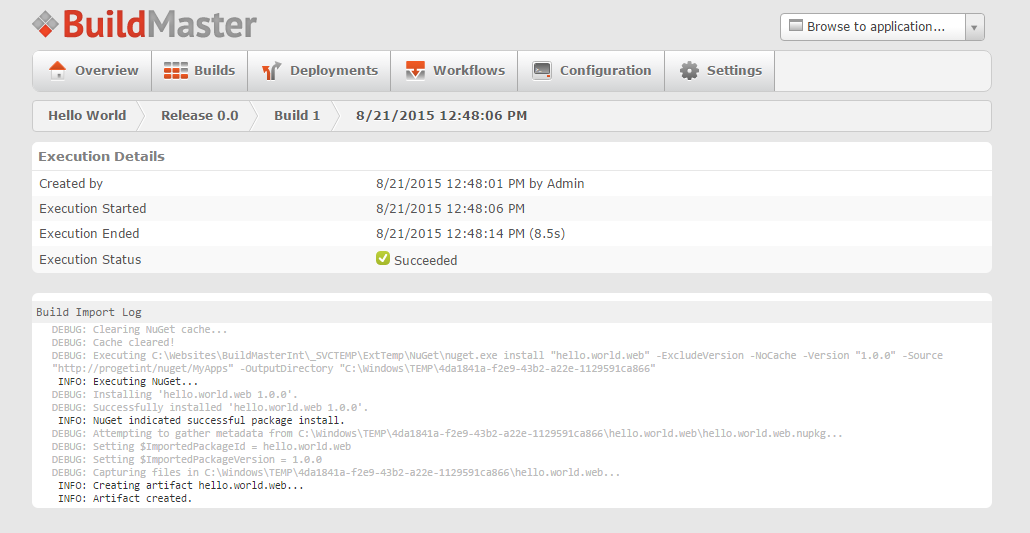 BuildMaster
Browse to application...
Overview Builds Deployments Workflows Configuration Settings
Hello World Release 0.0 Build 1 8/21/2015 12:48:06 PM
Execution Details
Created by 8/21/2015 12:48:01 PM by Admin
Execution Started 8/21/2015 12:48:06 PM
Execution Ended 8/21/2015 12:48:14 PM (8.5s)
Execution Status Succeeded
Build Import Log
DEBUG: Clearing NuGet cache...
DEBUG: Cache cleared!
DEBUG: Executing C:\Websites\BuildMasterInt\_SVCTEMP\ExtTemp\NuGet\nuget.exe install "hello.world.web" -ExcludeVersion -NoCache -Version "1.0.0" -Source
"http://progetint/nuget/MyApps" -OutputDirectory "C:\Windows\TEMP\4da1841a-f2e9-43b2-a22e-1129591ca866"
INFO: Executing NuGet...
DEBUG: Installing 'hello.world.web 1.0.0'.
DEBUG: Successfully installed 'hello.world.web 1.0.0'.
INFO: NuGet indicated successful package install.
DEBUG: Attempting to gather metadata from C:\Windows\TEMP\4da1841a-f2e9-43b2-a22e-1129591ca866\hello.world.web\hello.world.web.nupkg...
DEBUG: Setting $ImportedPackageId = hello.world.web
DEBUG: Setting $ImportedPackageVersion = 1.0.0
DEBUG: Capturing files in C:\Windows\TEMP\4da1841a-f2e9-43b2-a22e-1129591ca866\hello.world.web...
INFO: Creating artifact hello.world.web...
INFO: Artifact created.